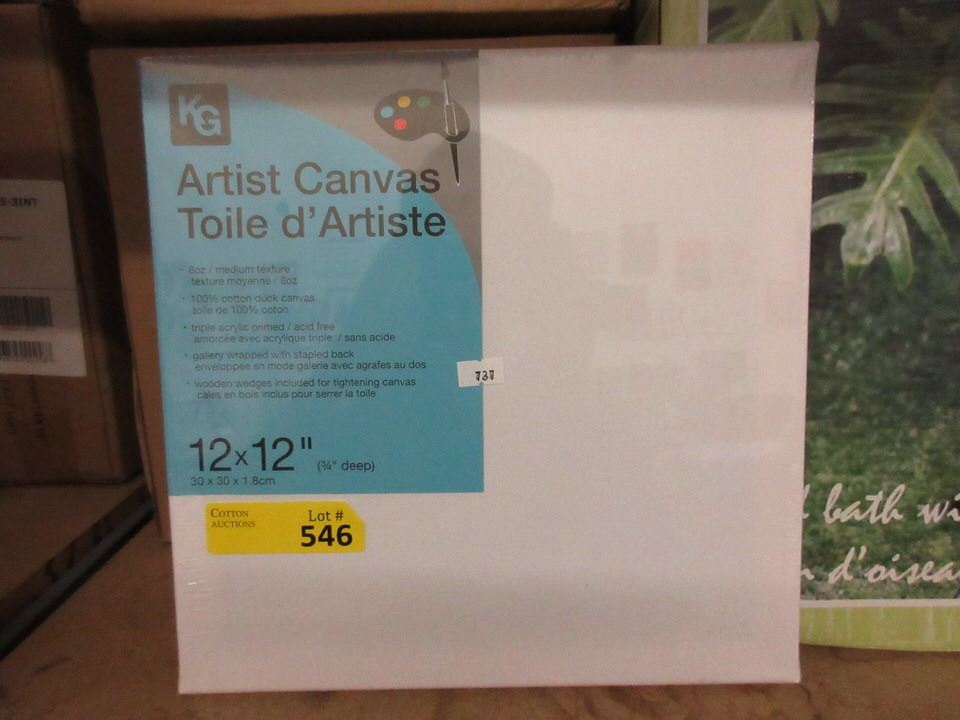 KG
Artist Canvas
Toile d'Artiste
• 8oz / medium texture
texture moyenne / 8oz
• 100% cotton duck canvas
toile de 100% coton
• triple acrylic primed / acid free
amorcée avec acrylique triple / sans acide
• gallery wrapped with stapled back
enveloppée en mode galerie avec agrafes au dos
• wooden wedges included for tightening canvas
cales en bois inclus pour serrer la toile
737
12x12" (¾" deep)
30 x 30 x 1.8cm
COTTON
AUCTIONS
Lot #
546
bath wi
d'oisea